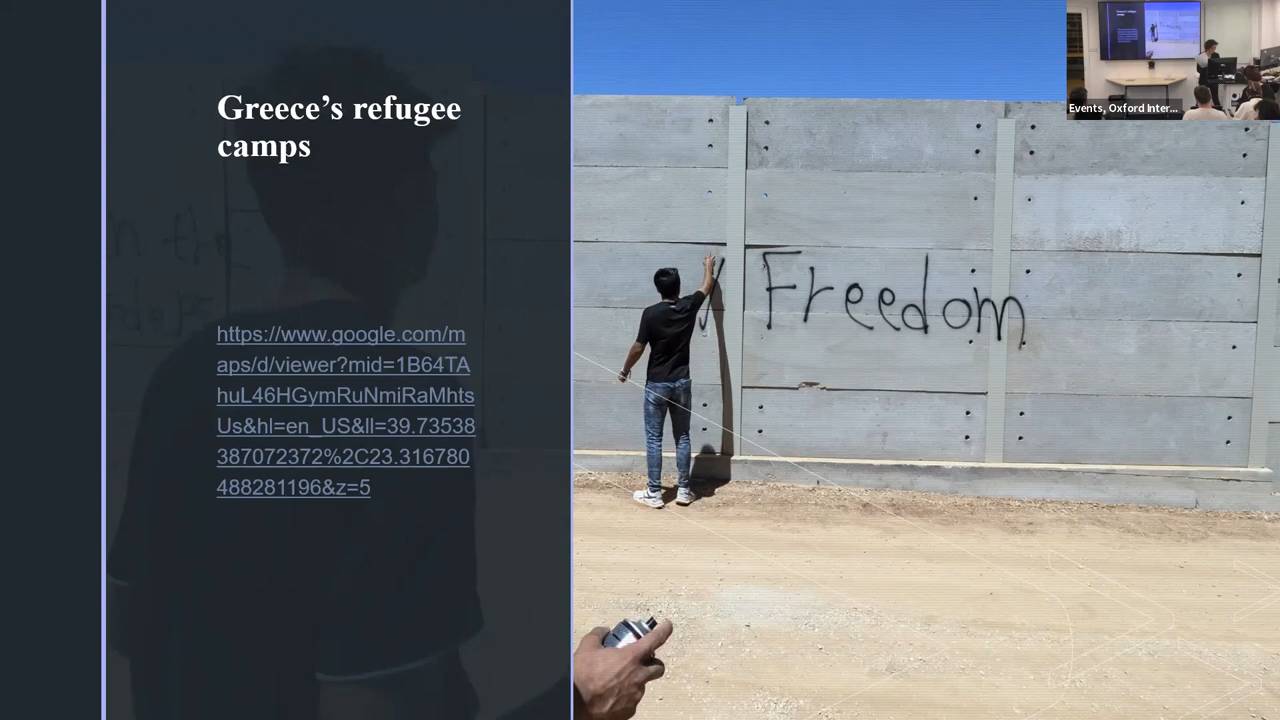 Greece’s refugee
camps
https://www.google.com/m
aps/d/viewer?mid=1B64TA
huL46HGymRuNmiRaMhts
Us&hl=en_US&ll=39.73538
387072372%2C23.316780
488281196&z=5
Freedom
Events, Oxford Inter...